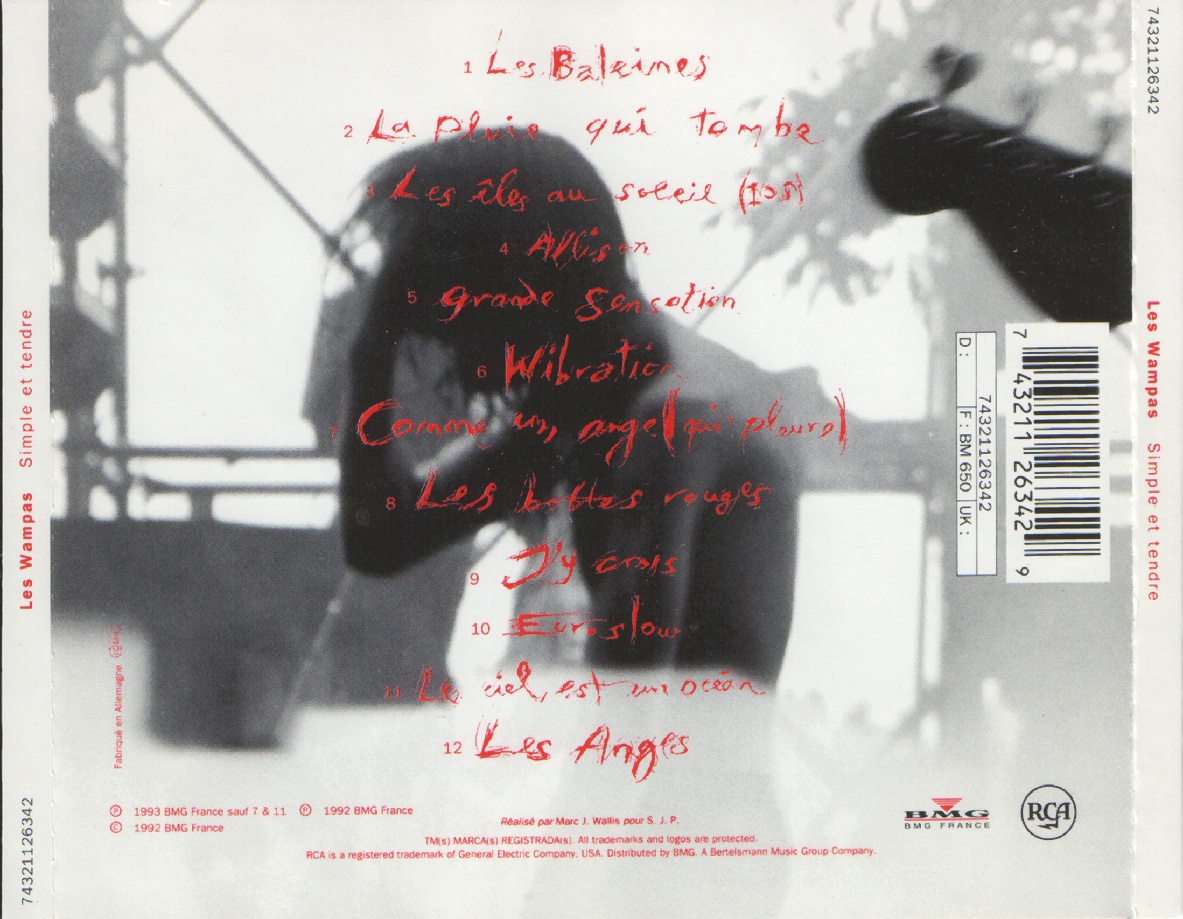 1 Les Baleines
2 La pluie qui tombe
3 Les îles au soleil (IOS)
4 Allison
5 Grande Sensation
6 Wibration
7 Comme un ange (qui pleure)
8 Les bottes rouges
9 J'y crois
10 Euroslow
11 Le ciel est un océan
12 Les Anges
74321126342
Les Wampas Simple et tendre
74321126342
Les Wampas Simple et tendre
D :
F : BM 650
UK :
74321126342
7 43211 26342 9
Fabriqué en Allemagne
℗ 1993 BMG France sauf 7 & 11 ℗ 1992 BMG France
© 1992 BMG France
Réalisé par Marc J. Wallis pour S. J. P.
TM(s) MARCA(s) REGISTRADA(s). All trademarks and logos are protected.
RCA is a registered trademark of General Electric Company, USA. Distributed by BMG. A Bertelsmann Music Group Company.
BMG
BMG FRANCE
RCA